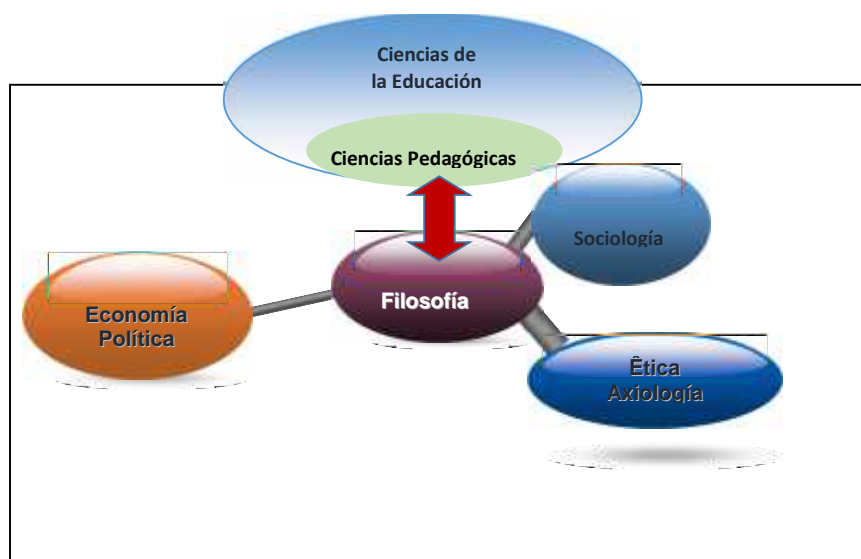 Ciencias de
la Educación
Ciencias Pedagógicas
Sociología
Filosofía
Economía
Política
Êtica
Axiología